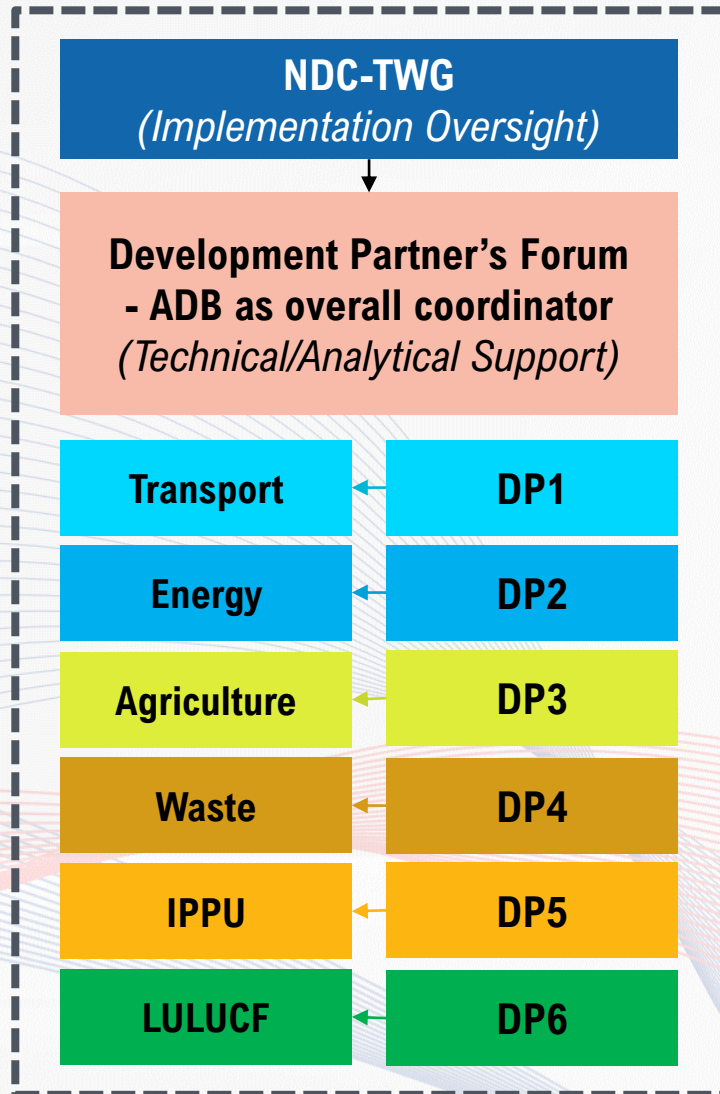 NDC-TWG
(Implementation Oversight)
Development Partner’s Forum
- ADB as overall coordinator
(Technical/Analytical Support)
Transport
DP1
Energy
DP2
Agriculture
DP3
Waste
DP4
IPPU
DP5
LULUCF
DP6